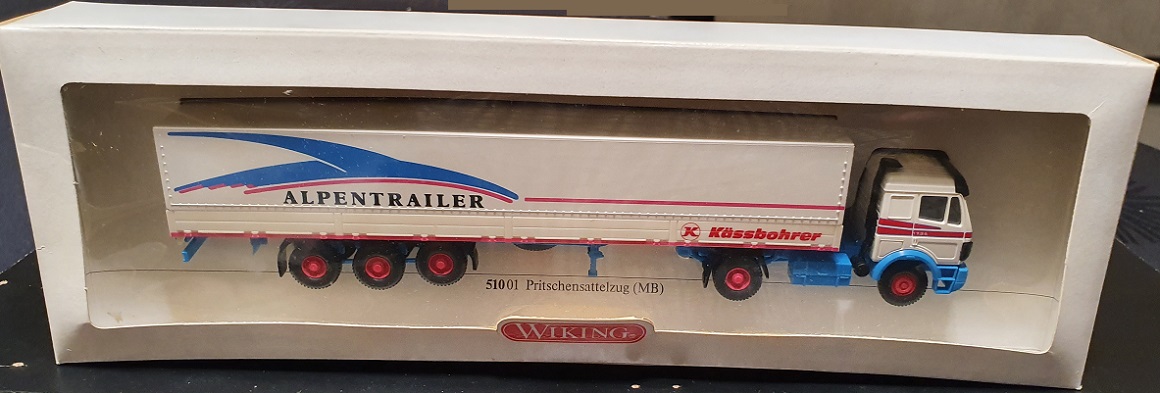 ALPENTRAILER
K Kässbohrer
51001 Pritschensattelzug (MB)
WIKING®